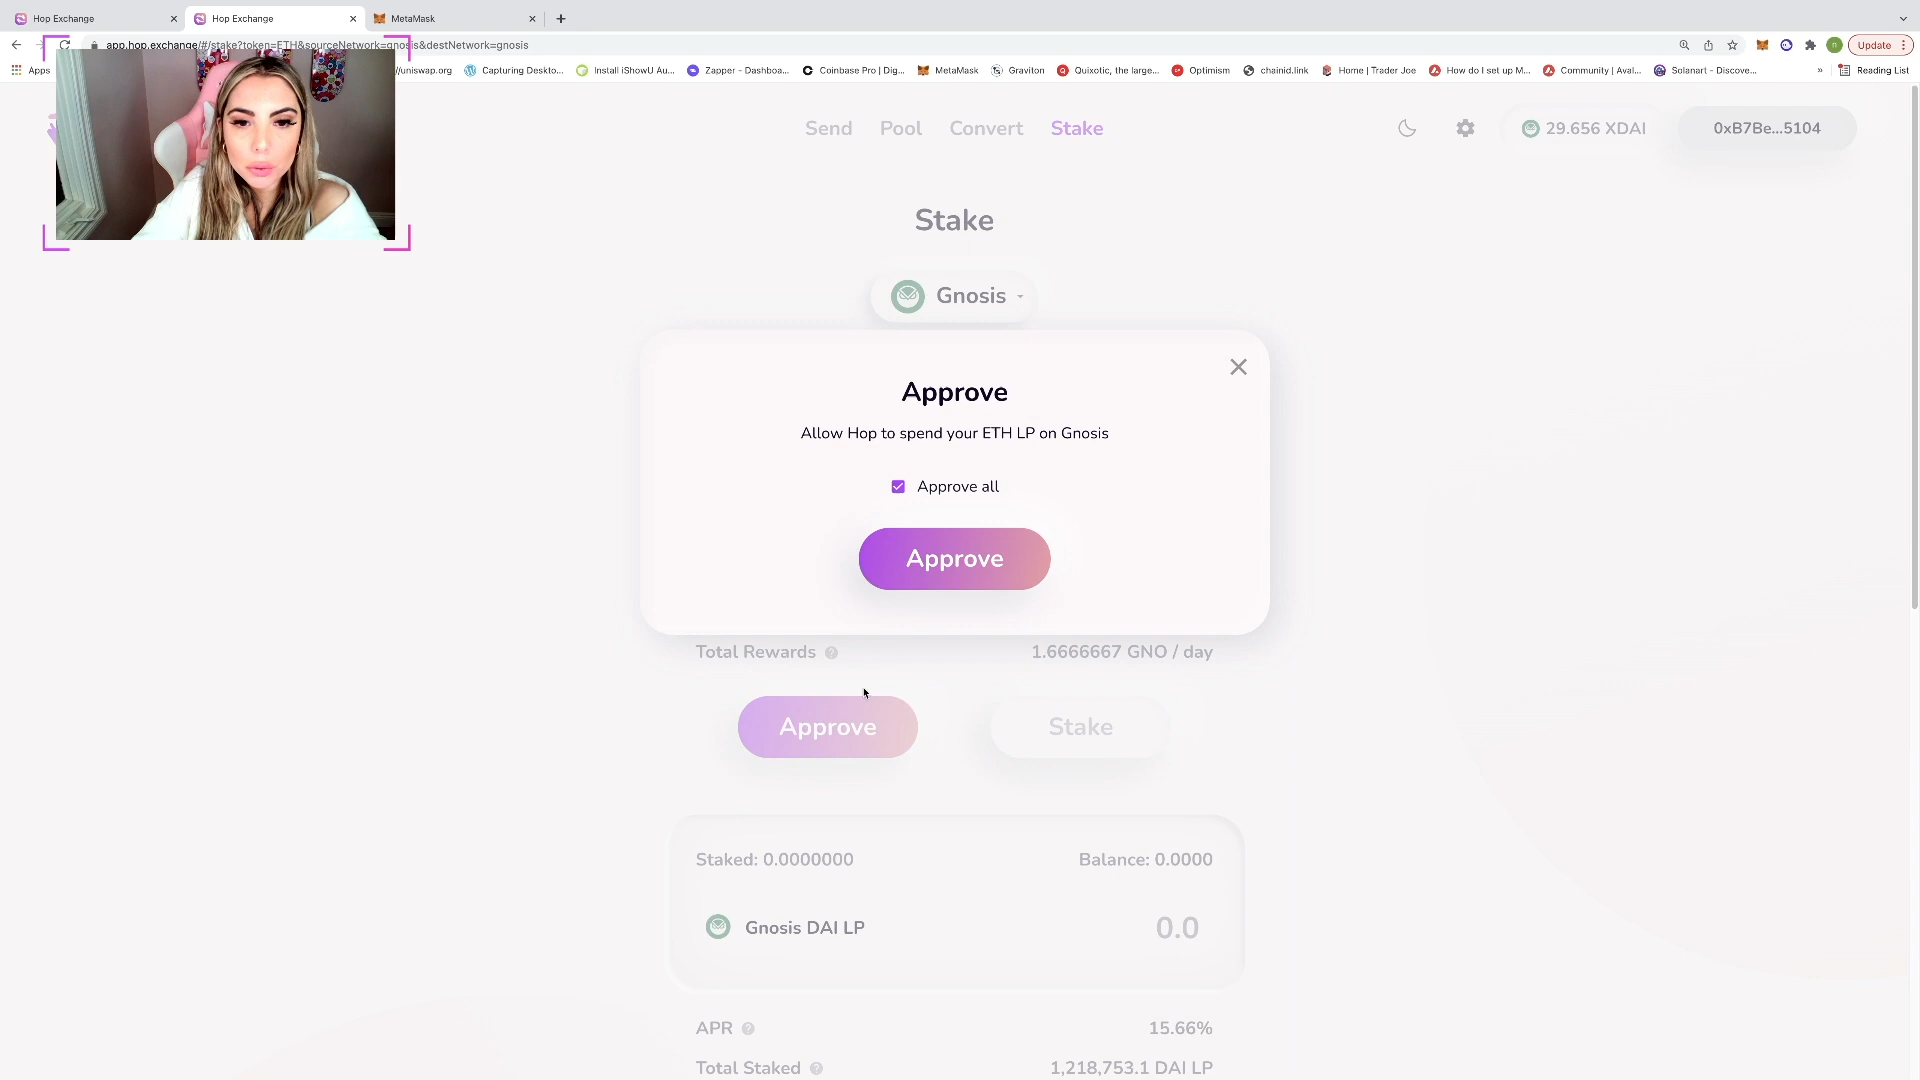 Hop Exchange
Hop Exchange
MetaMask
app.hop.exchange/#/stake?token=ETH&sourceNetwork=gnosis&destNetwork=gnosis
Update
Apps
//uniswap.org
Capturing Deskto...
Install iShowU Au...
Zapper - Dashboa...
Coinbase Pro | Dig...
MetaMask
Graviton
Quixotic, the large...
Optimism
chainid.link
Home | Trader Joe
How do I set up M...
Community | Aval...
Solanart - Discove...
»
Reading List
Send Pool Convert Stake
29.656 XDAI
0xB7Be...5104
Stake
Gnosis
Approve
Allow Hop to spend your ETH LP on Gnosis
Approve all
Approve
Total Rewards 1.6666667 GNO / day
Approve Stake
Staked: 0.0000000 Balance: 0.0000
Gnosis DAI LP 0.0
APR 15.66%
Total Staked 1,218,753.1 DAI LP